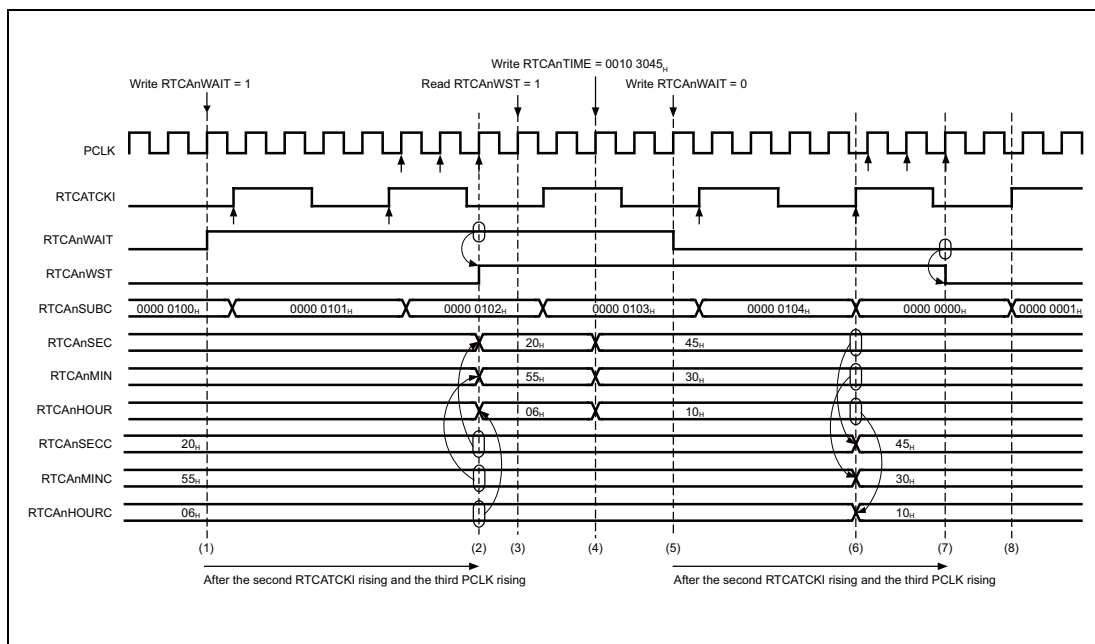 Write RTCAnTIME = 0010 3045H
Write RTCAnWAIT = 1 Read RTCAnWST = 1 Write RTCAnWAIT = 0
PCLK
RTCATCKI
RTCAnWAIT
RTCAnWST
RTCAnSUBC 0000 0100H 0000 0101H 0000 0102H 0000 0103H 0000 0104H 0000 0000H 0000 0001H
RTCAnSEC 20H 45H
RTCAnMIN 55H 30H
RTCAnHOUR 06H 10H
RTCAnSECC 20H 45H
RTCAnMINC 55H 30H
RTCAnHOURC 06H 10H
(1) (2) (3) (4) (5) (6) (7) (8)
After the second RTCATCKI rising and the third PCLK rising After the second RTCATCKI rising and the third PCLK rising